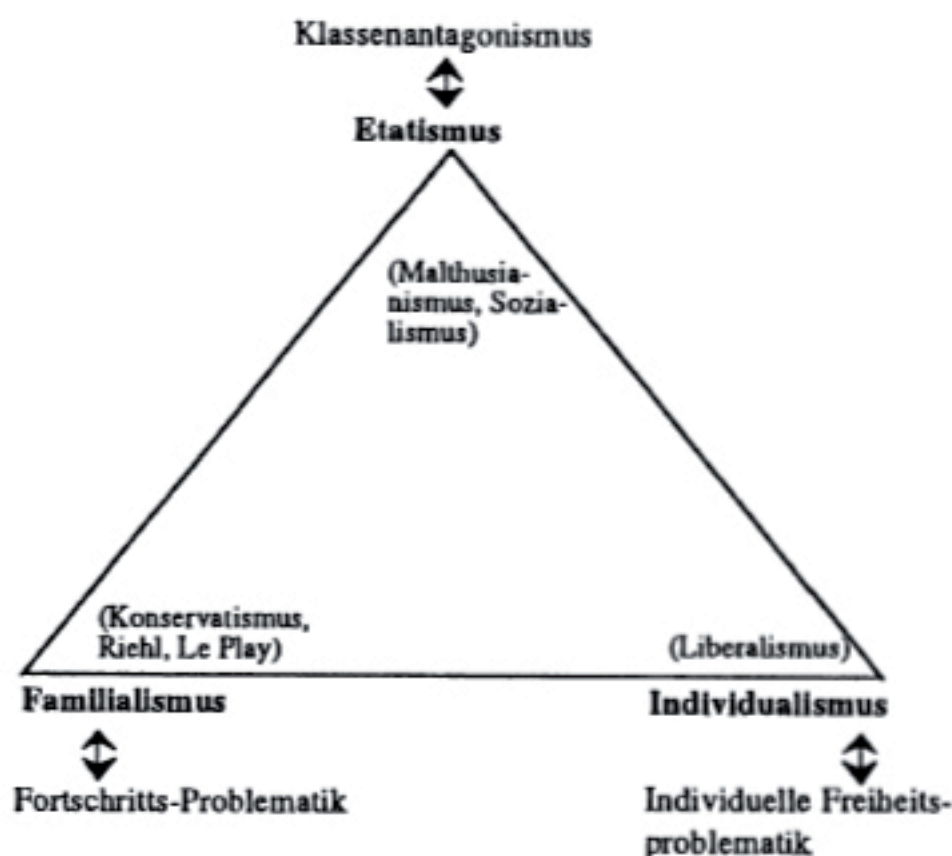 Klassenantagonismus
Etatismus
(Malthusia-
nismus, Sozia-
lismus)
(Konservatismus,
Riehl, Le Play)
(Liberalismus)
Familialismus
Individualismus
Fortschritts-Problematik
Individuelle Freiheits-
problematik